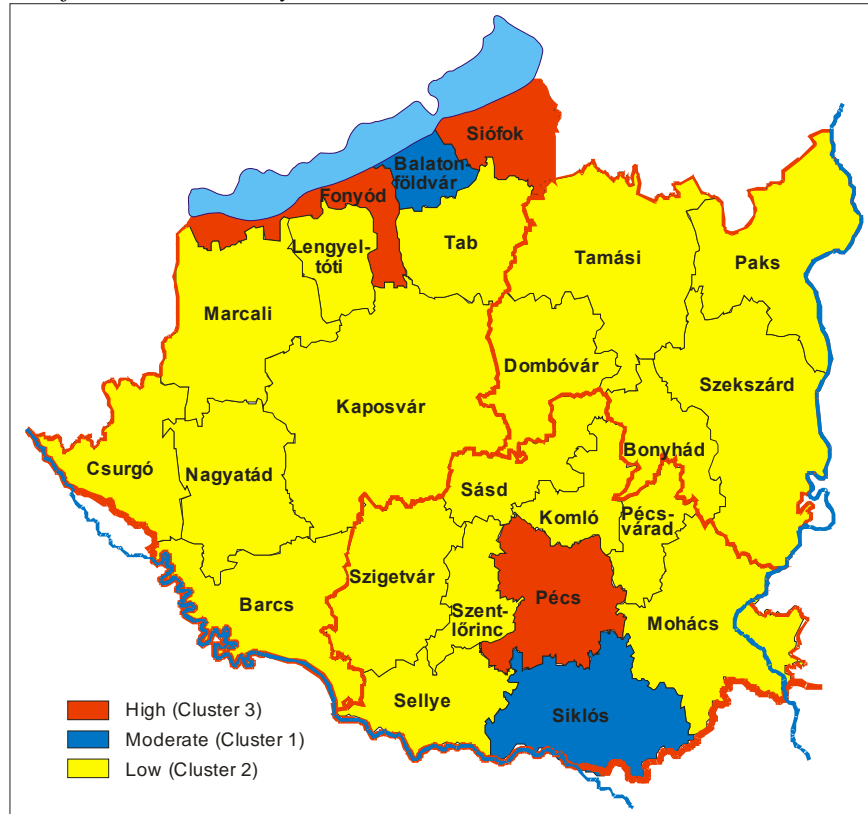 Siófok
Balaton-
földvár
Fonyód
Lengyel-
tóti
Tab
Tamási
Paks
Marcali
Dombóvár
Szekszárd
Kaposvár
Csurgó
Nagyatád
Bonyhád
Sásd
Komló
Pécs-
várad
Szigetvár
Barcs
Szent-
lőrinc
Pécs
Mohács
Sellye
Siklós
High (Cluster 3)
Moderate (Cluster 1)
Low (Cluster 2)